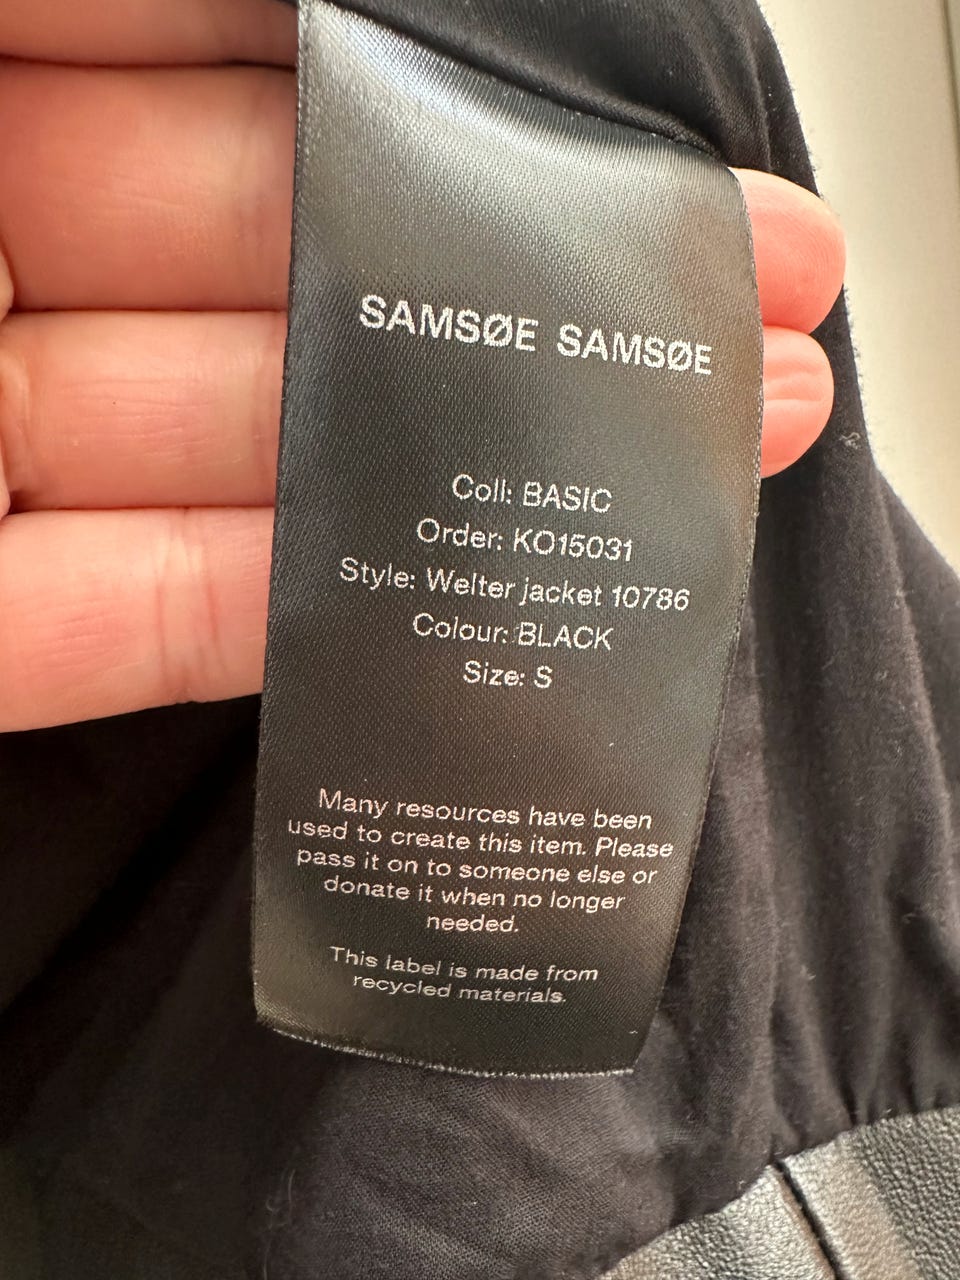 SAMSØE SAMSØE
Coll: BASIC
Order: KO15031
Style: Welter jacket 10786
Colour: BLACK
Size: S
Many resources have been
used to create this item. Please
pass it on to someone else or
donate it when no longer
needed.
This label is made from
recycled materials.